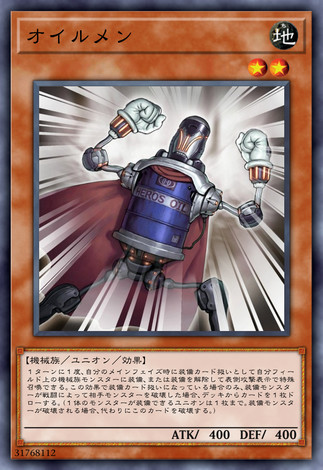 オイルメン
地
HEROS OIL
【機械族／ユニオン／効果】
１ターンに１度、自分のメインフェイズ時に装備カード扱いとして自分フィ
ールド上の機械族モンスターに装備、または装備を解除して表側攻撃表示で特殊
召喚できる。この効果で装備カード扱いになっている場合のみ、装備モンスタ
ーが戦闘によって相手モンスターを破壊した場合、デッキからカードを１枚ド
ローする。（１体のモンスターが装備できるユニオンは１枚まで。装備モンスタ
ーが破壊される場合、代わりにこのカードを破壊する。）
ATK/ 400 DEF/ 400
31768112